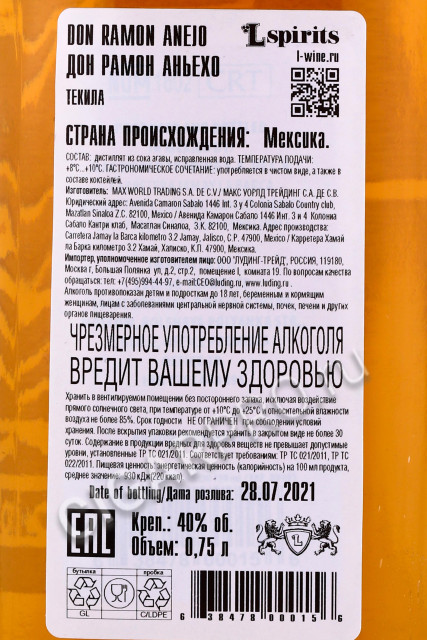 DON RAMON ANEJO
ДОН РАМОН АНЬЕХО
ТЕКИЛА
Lspirits
l-wine.ru
СТРАНА ПРОИСХОЖДЕНИЯ: Мексика.
СОСТАВ: дистиллят из сока агавы, исправленная вода. ТЕМПЕРАТУРА ПОДАЧИ:
+8°C...+10°C. ГАСТРОНОМИЧЕСКОЕ СОЧЕТАНИЕ: употребляется в чистом виде, а также в
составе коктейлей.
Изготовитель: MAX WORLD TRADING S.A. DE C.V./ МАКС УОРЛД ТРЕЙДИНГ С.А. ДЕ С.В.
Юридический адрес: Avenida Camaron Sabalo 1446 Int. 3 y 4 Colonia Sabalo Country club,
Mazatlan Sinaloa Z.C. 82100, Mexico / Авенида Камарон Сабало 1446 Инт. 3 и 4 Колониа
Сабало Кантри клаб, Масатлан Синалоа, З.К. 82100, Мексика. Адрес производства:
Carretera Jamay la Barca kilometro 3.2 Jamay, Jalisco, C.P. 47900, Mexico / Карретера Хамай
ла Барка километро 3.2 Хамай, Халиско, С.Р. 47900, Мексика
Импортер, уполномоченное изготовителем лицо: ООО "ЛУДИНГ-ТРЕЙД", РОССИЯ, 119180,
Москва г, Большая Полянка ул, д.2, стр.2, помещение I, комната 19. По вопросам качества
обращаться: тел: +7(495)994-44-97, e-mail:CEO@luding.ru, www.luding.ru .
Алкоголь противопоказан детям и подросткам до 18 лет, беременным и кормящим
женщинам, лицам с заболеваниями центральной нервной системы, почек, печени и других
органов пищеварения.
ЧРЕЗМЕРНОЕ УПОТРЕБЛЕНИЕ АЛКОГОЛЯ
ВРЕДИТ ВАШЕМУ ЗДОРОВЬЮ
Хранить в вентилируемом помещении без постороннего запаха, исключая воздействие
прямого солнечного света, при температуре от +10°С до +25°С и относительной влажности
воздуха не более 85%. Срок годности НЕ ОГРАНИЧЕН при соблюдении условий
хранения. После вскрытия упаковки рекомендуется хранить в закрытом виде не более 30
суток. Содержание в продукции вредных для здоровья веществ не превышает допустимые
уровни, установленные ТР ТС 021/2011. Соответствует требованиям: ТР ТС 021/2011, ТР ТС
022/2011. Пищевая ценность: энергетическая ценность (калорийность) на 100 мл продукта,
среднее значение: 930 кДж(220 ккал)
Date of bottling/Дата розлива: 28.07.2021
EAC
Креп.: 40% об.
Объем: 0,75 л
L
бутылка
пробка
GL
C/LDPE
6 38478 00015 6